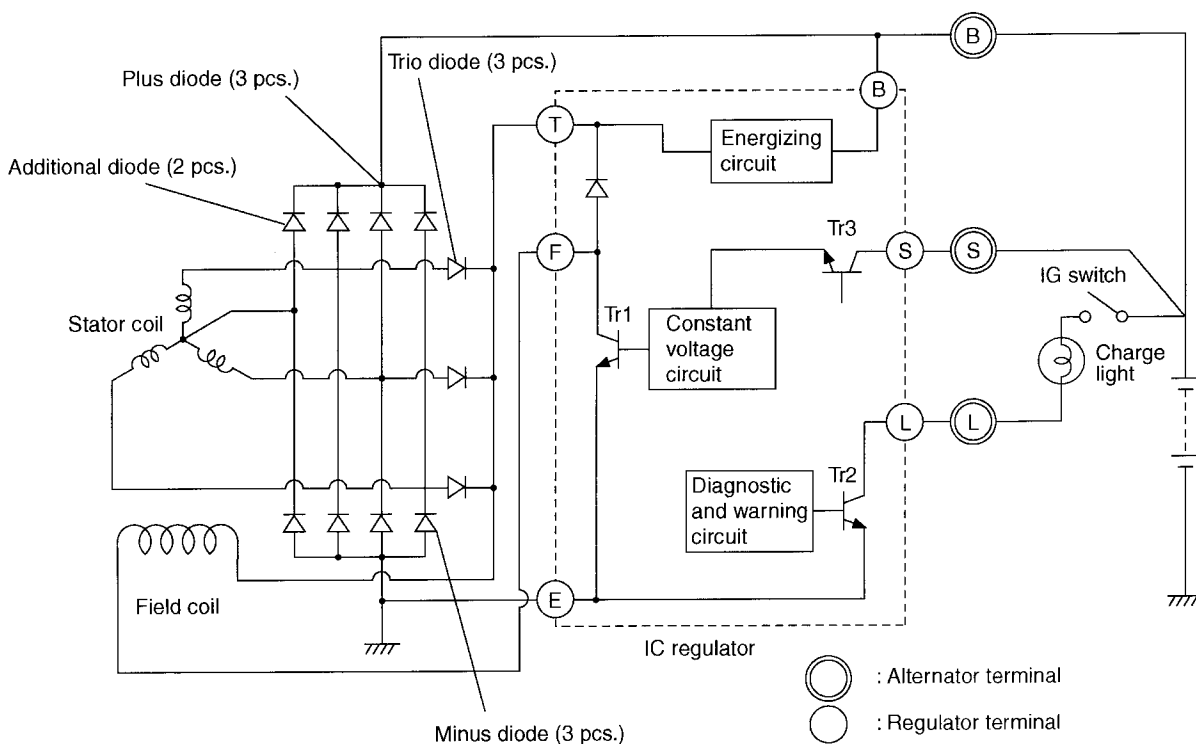 B
Trio diode (3 pcs.)
Plus diode (3 pcs.)
B
T
Energizing
circuit
Additional diode (2 pcs.)
Tr3
F
S
S
IG switch
Tr1
Stator coil
Constant
voltage
circuit
Charge
light
L
L
Diagnostic
and warning
circuit
Tr2
E
Field coil
IC regulator
: Alternator terminal
: Regulator terminal
Minus diode (3 pcs.)